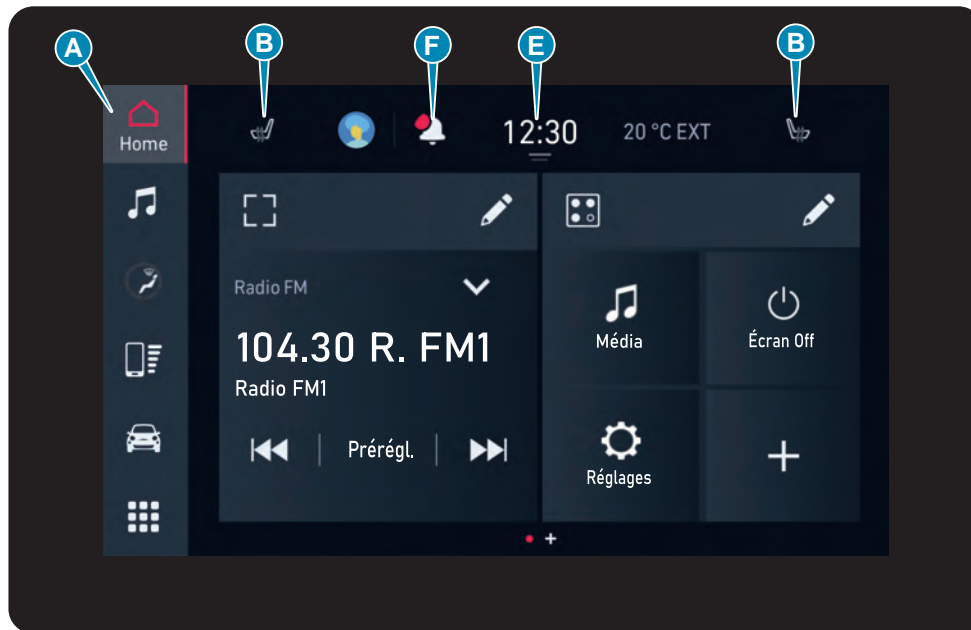 A
B
F
E
B
Home
12:30
20 °C EXT
Radio FM
104.30 R. FM1
Radio FM1
Prérégl.
Média
Écran Off
Réglages